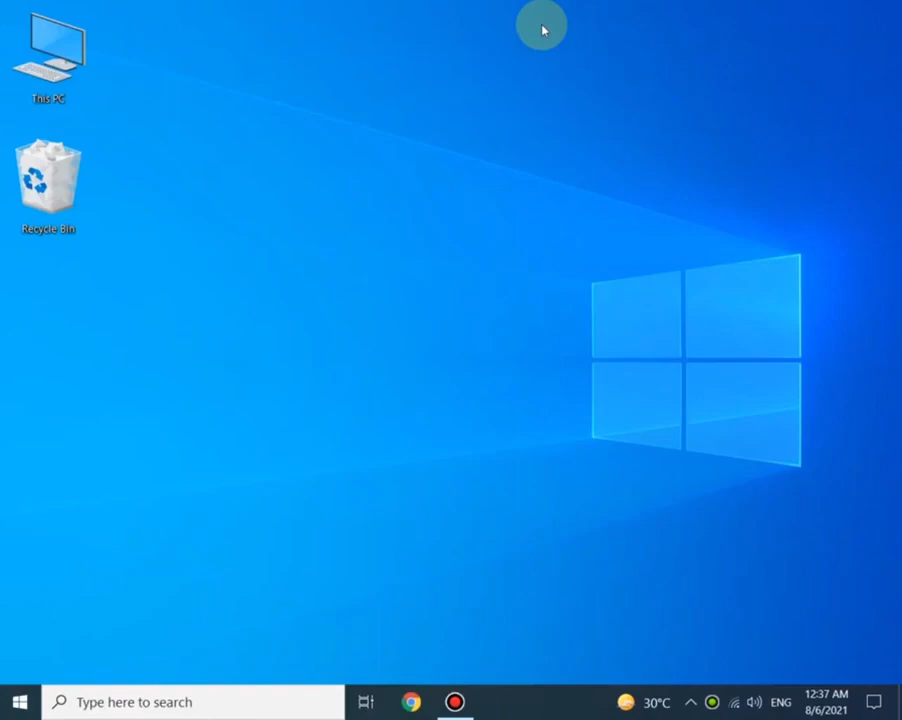 This PC
Recycle Bin
Type here to search
30°C
ENG
12:37 AM
8/6/2021